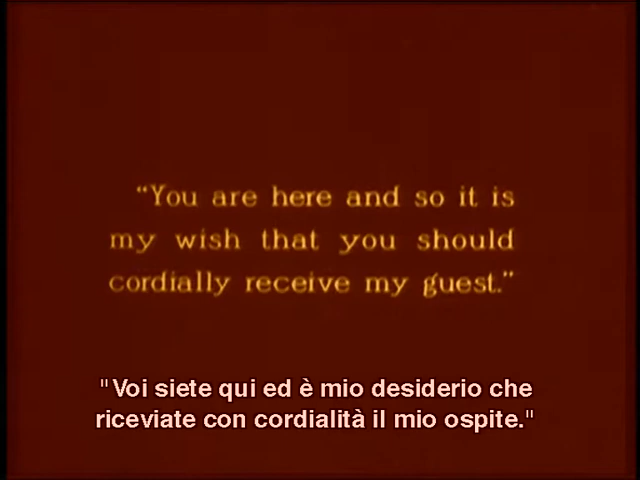 “You are here and so it is
my wish that you should
cordially receive my guest.”
"Voi siete qui ed è mio desiderio che
riceviate con cordialità il mio ospite."